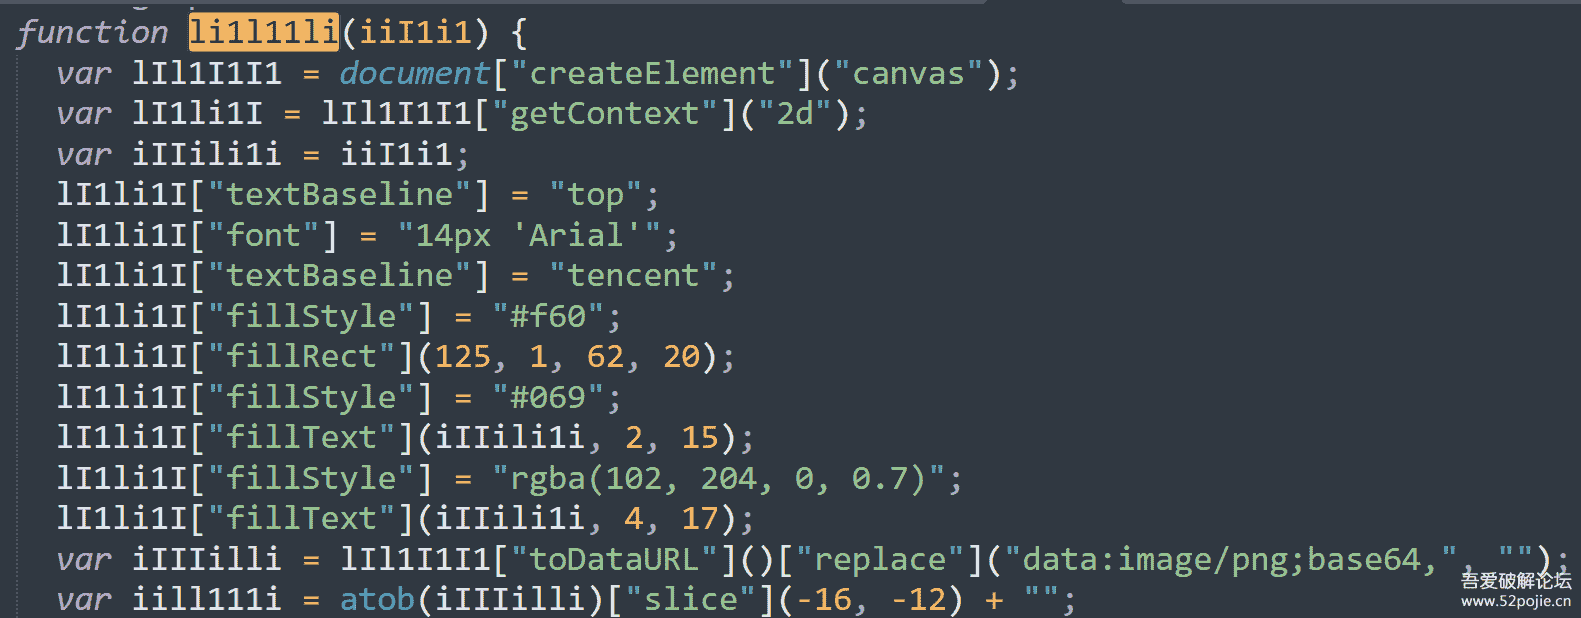 function li1l11li(iiI1i1) {
var lIl1I1I1 = document["createElement"]("canvas");
var lI1li1I = lIl1I1I1["getContext"]("2d");
var iIIili1i = iiI1i1;
lI1li1I["textBaseline"] = "top";
lI1li1I["font"] = "14px 'Arial'";
lI1li1I["textBaseline"] = "tencent";
lI1li1I["fillStyle"] = "#f60";
lI1li1I["fillRect"](125, 1, 62, 20);
lI1li1I["fillStyle"] = "#069";
lI1li1I["fillText"](iIIili1i, 2, 15);
lI1li1I["fillStyle"] = "rgba(102, 204, 0, 0.7)";
lI1li1I["fillText"](iIIili1i, 4, 17);
var iIIIilli = lIl1I1I1["toDataURL"]()["replace"]("data:image/png;base64,", "");
var iill111i = atob(iIIIilli)["slice"](-16, -12) + "";
吾爱破解论坛
www.52pojie.cn